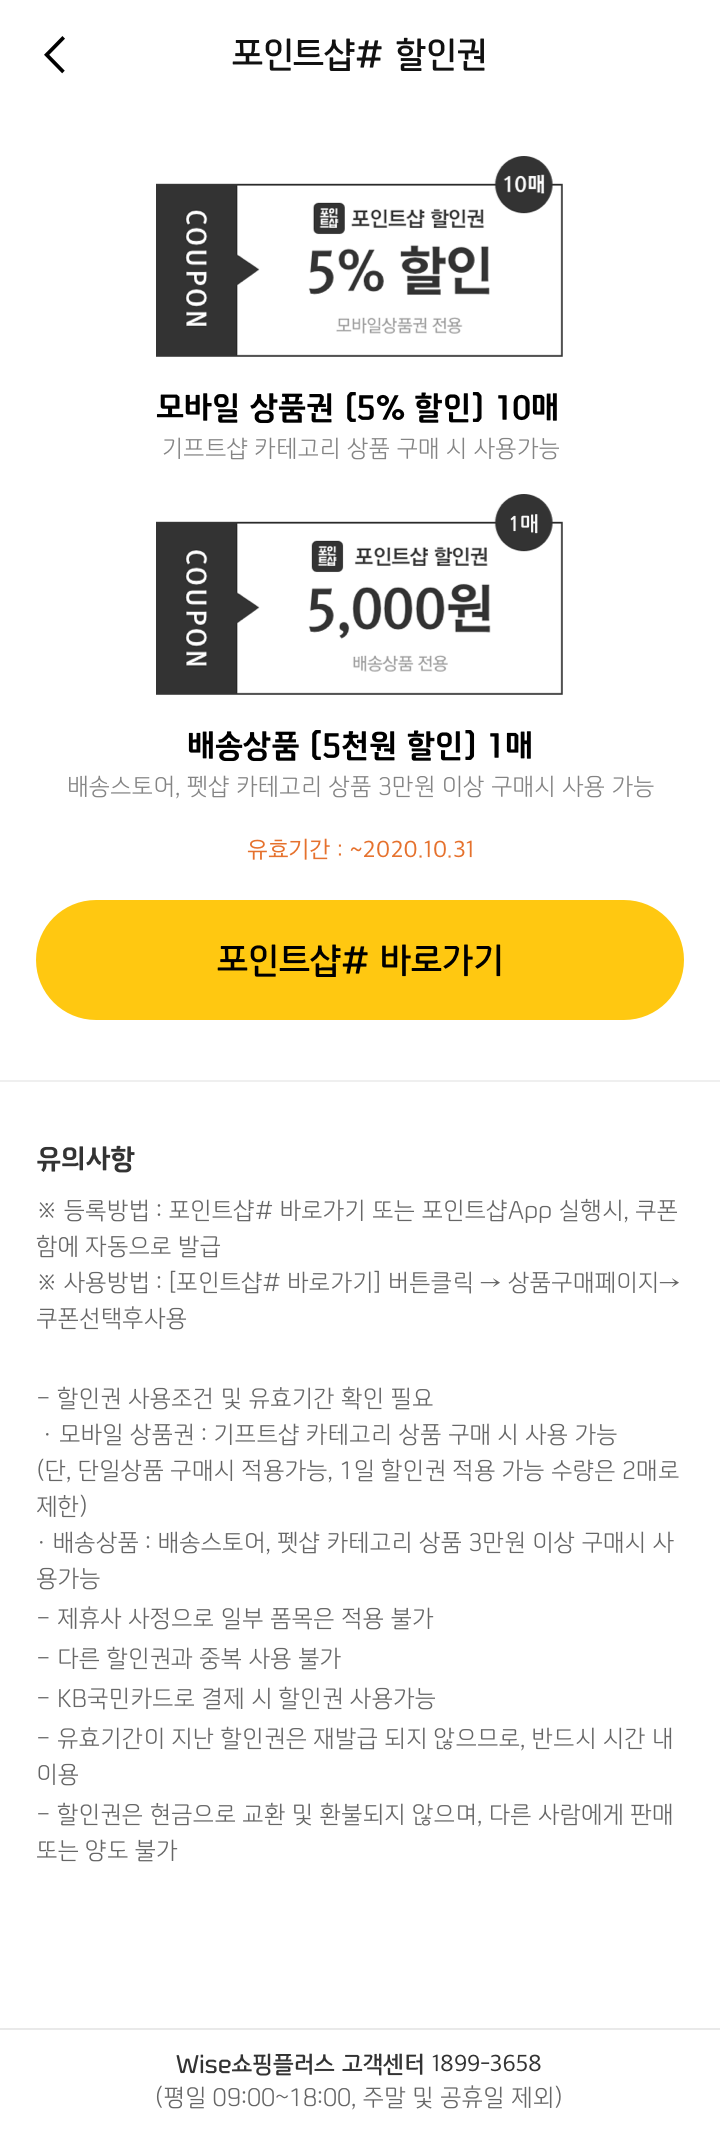 포인트샵# 할인권
10매
COUPON
포인트샵 포인트샵 할인권
5% 할인
모바일상품권 전용
모바일 상품권 [5% 할인] 10매
기프트샵 카테고리 상품 구매 시 사용가능
1매
COUPON
포인트샵 포인트샵 할인권
5,000원
배송상품 전용
배송상품 [5천원 할인] 1매
배송스토어, 펫샵 카테고리 상품 3만원 이상 구매시 사용 가능
유효기간 : ~2020.10.31
포인트샵# 바로가기
유의사항
※ 등록방법 : 포인트샵# 바로가기 또는 포인트샵App 실행시, 쿠폰
함에 자동으로 발급
※ 사용방법 : [포인트샵# 바로가기] 버튼클릭 → 상품구매페이지→
쿠폰선택후사용
- 할인권 사용조건 및 유효기간 확인 필요
· 모바일 상품권 : 기프트샵 카테고리 상품 구매 시 사용 가능
(단, 단일상품 구매시 적용가능, 1일 할인권 적용 가능 수량은 2매로
제한)
· 배송상품 : 배송스토어, 펫샵 카테고리 상품 3만원 이상 구매시 사
용가능
- 제휴사 사정으로 일부 폼목은 적용 불가
- 다른 할인권과 중복 사용 불가
- KB국민카드로 결제 시 할인권 사용가능
- 유효기간이 지난 할인권은 재발급 되지 않으므로, 반드시 시간 내
이용
- 할인권은 현금으로 교환 및 환불되지 않으며, 다른 사람에게 판매
또는 양도 불가
Wise쇼핑플러스 고객센터 1899-3658
(평일 09:00~18:00, 주말 및 공휴일 제외)